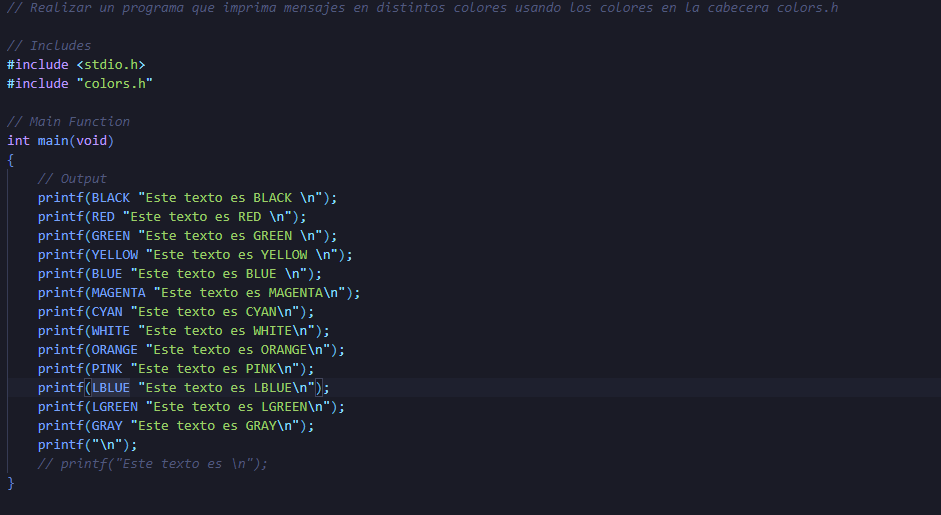 // Realizar un programa que imprima mensajes en distintos colores usando los colores en la cabecera colors.h
// Includes
#include <stdio.h>
#include "colors.h"
// Main Function
int main(void)
{
// Output
printf(BLACK "Este texto es BLACK \n");
printf(RED "Este texto es RED \n");
printf(GREEN "Este texto es GREEN \n");
printf(YELLOW "Este texto es YELLOW \n");
printf(BLUE "Este texto es BLUE \n");
printf(MAGENTA "Este texto es MAGENTA\n");
printf(CYAN "Este texto es CYAN\n");
printf(WHITE "Este texto es WHITE\n");
printf(ORANGE "Este texto es ORANGE\n");
printf(PINK "Este texto es PINK\n");
printf(LBLUE "Este texto es LBLUE\n");
printf(LGREEN "Este texto es LGREEN\n");
printf(GRAY "Este texto es GRAY\n");
printf("\n");
// printf("Este texto es \n");
}